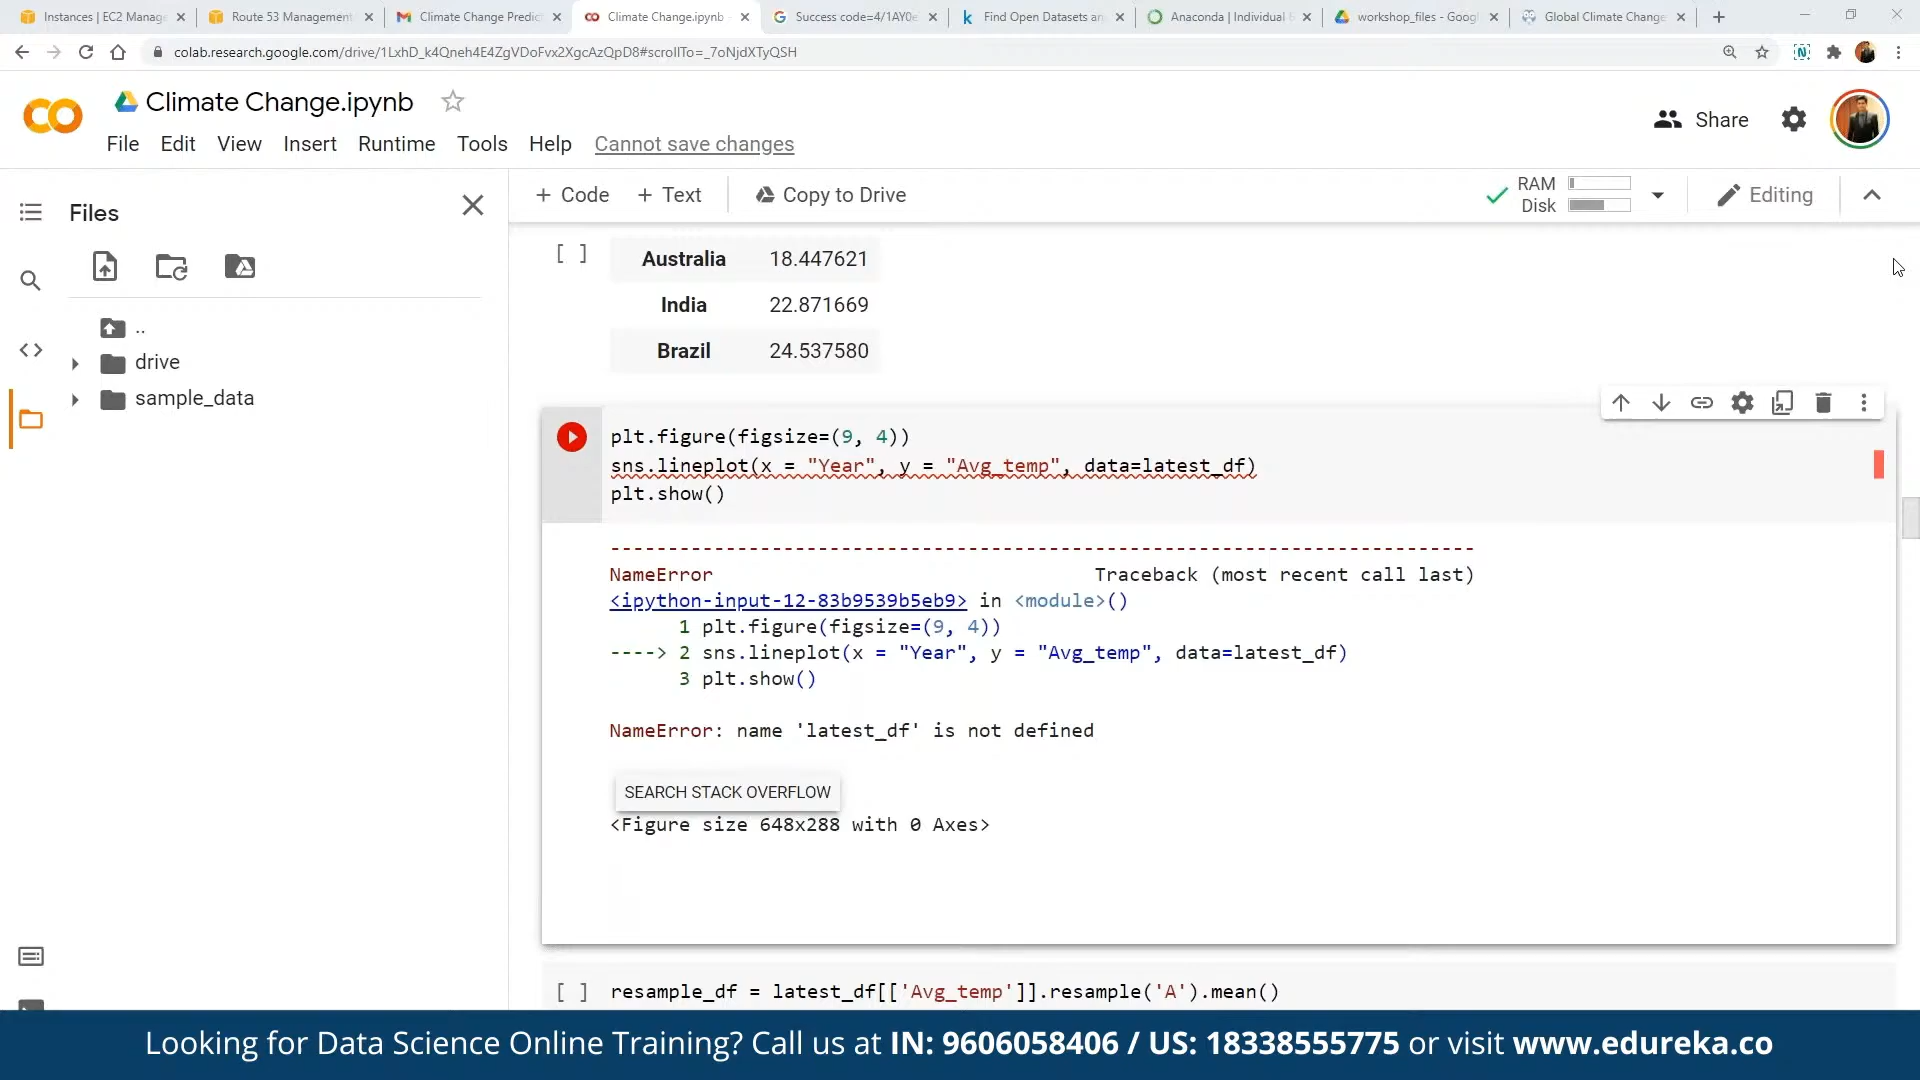 Instances | EC2 Manage
Route 53 Management
Climate Change Predic
Climate Change.ipynb -
Success code=4/1AY0e
Find Open Datasets an
Anaconda | Individual E
workshop_files - Googl
Global Climate Change
colab.research.google.com/drive/1LxhD_k4Qneh4E4ZgVDoFvx2XgcAzQpD8#scrollTo=_7oNjdXTyQSH
Climate Change.ipynb
File Edit View Insert Runtime Tools Help Cannot save changes
Share
Files
+ Code + Text Copy to Drive
RAM
Disk
Editing
..
drive
sample_data
[ ]
Australia 18.447621
India 22.871669
Brazil 24.537580
plt.figure(figsize=(9, 4))
sns.lineplot(x = "Year", y = "Avg_temp", data=latest_df)
plt.show()
---------------------------------------------------------------------------
NameError Traceback (most recent call last)
<ipython-input-12-83b9539b5eb9> in <module>()
1 plt.figure(figsize=(9, 4))
----> 2 sns.lineplot(x = "Year", y = "Avg_temp", data=latest_df)
3 plt.show()
NameError: name 'latest_df' is not defined
SEARCH STACK OVERFLOW
<Figure size 648x288 with 0 Axes>
[ ] resample_df = latest_df[['Avg_temp']].resample('A').mean()
Looking for Data Science Online Training? Call us at IN: 9606058406 / US: 18338555775 or visit www.edureka.co